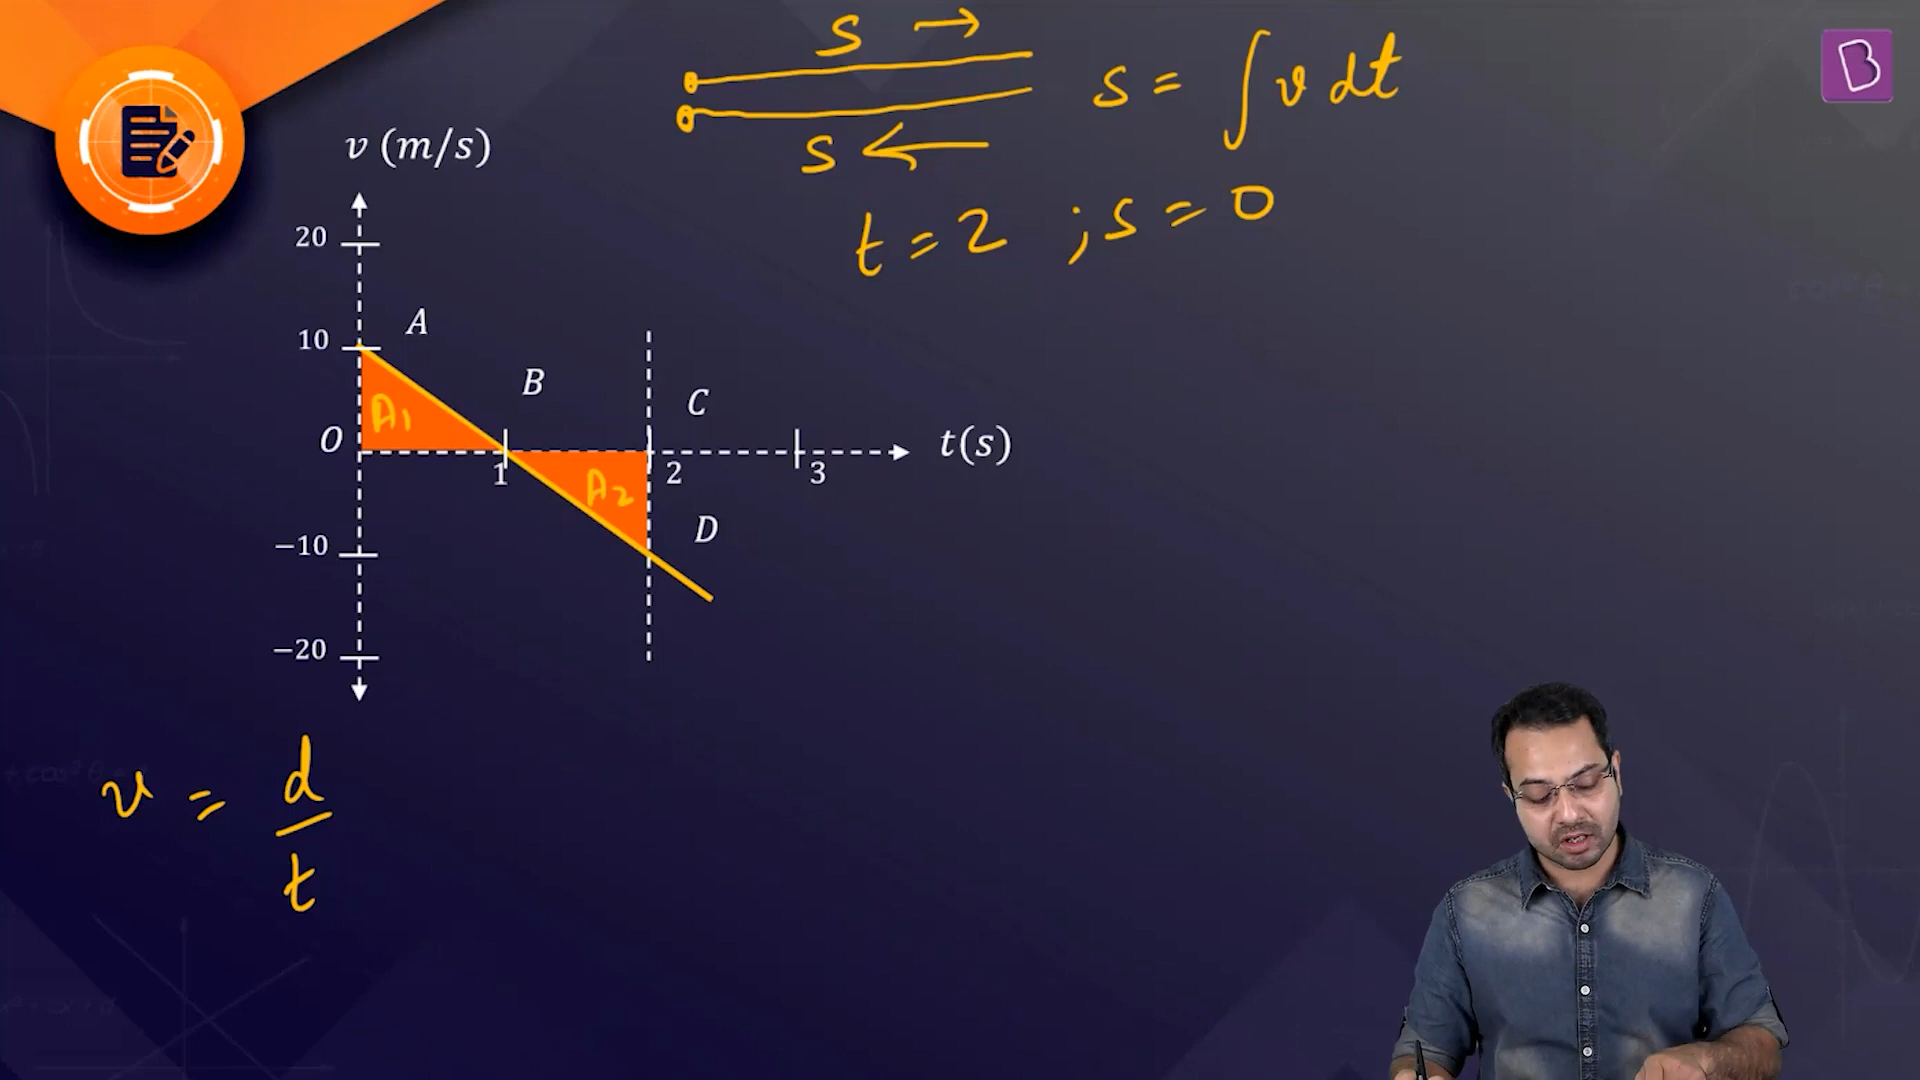 s →
s = ∫ v dt
s ←
t = 2 ; s = 0
v (m/s)
20
A
10
B
C
A1
O
t(s)
1
2
3
A2
D
−10
−20
v = d/t
B